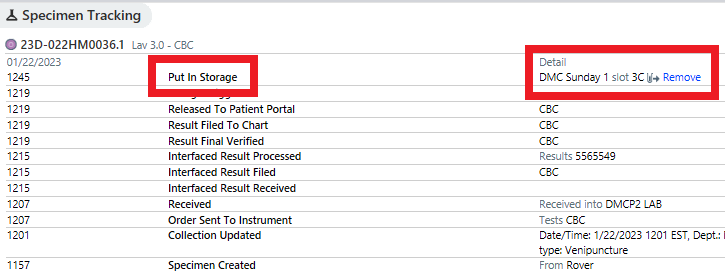 Specimen Tracking
23D-022HM0036.1 Lav 3.0 - CBC
01/22/2023 Detail
1245 Put In Storage DMC Sunday 1 slot 3C Remove
1219
1219 Released To Patient Portal CBC
1219 Result Filed To Chart CBC
1219 Result Final Verified CBC
1215 Interfaced Result Processed Results 5565549
1215 Interfaced Result Filed CBC
1215 Interfaced Result Received
1207 Received Received into DMCP2 LAB
1207 Order Sent To Instrument Tests CBC
1201 Collection Updated Date/Time: 1/22/2023 1201 EST, Dept.:
type: Venipuncture
1157 Specimen Created From Rover